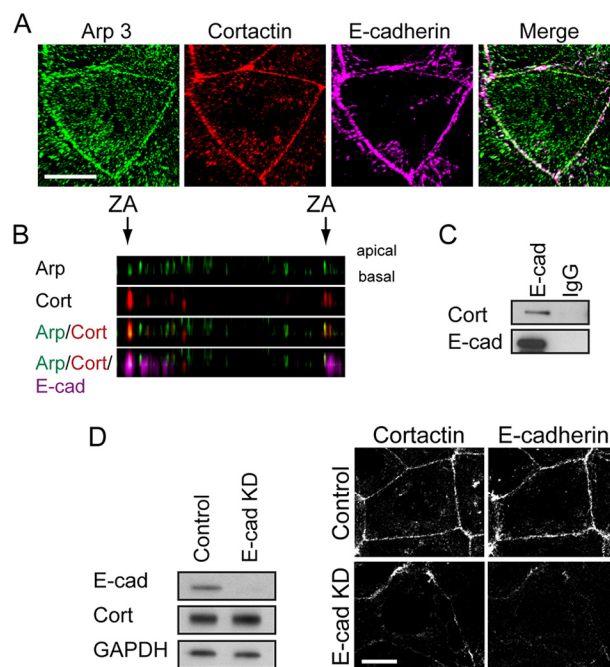 A
Arp 3 Cortactin E-cadherin Merge
ZA ZA
B
apical
Arp
basal
Cort
Arp/Cort
Arp/Cort/
E-cad
C
E-cad IgG
Cort
E-cad
D
Control E-cad KD
E-cad
Cort
GAPDH
Cortactin E-cadherin
Control
E-cad KD